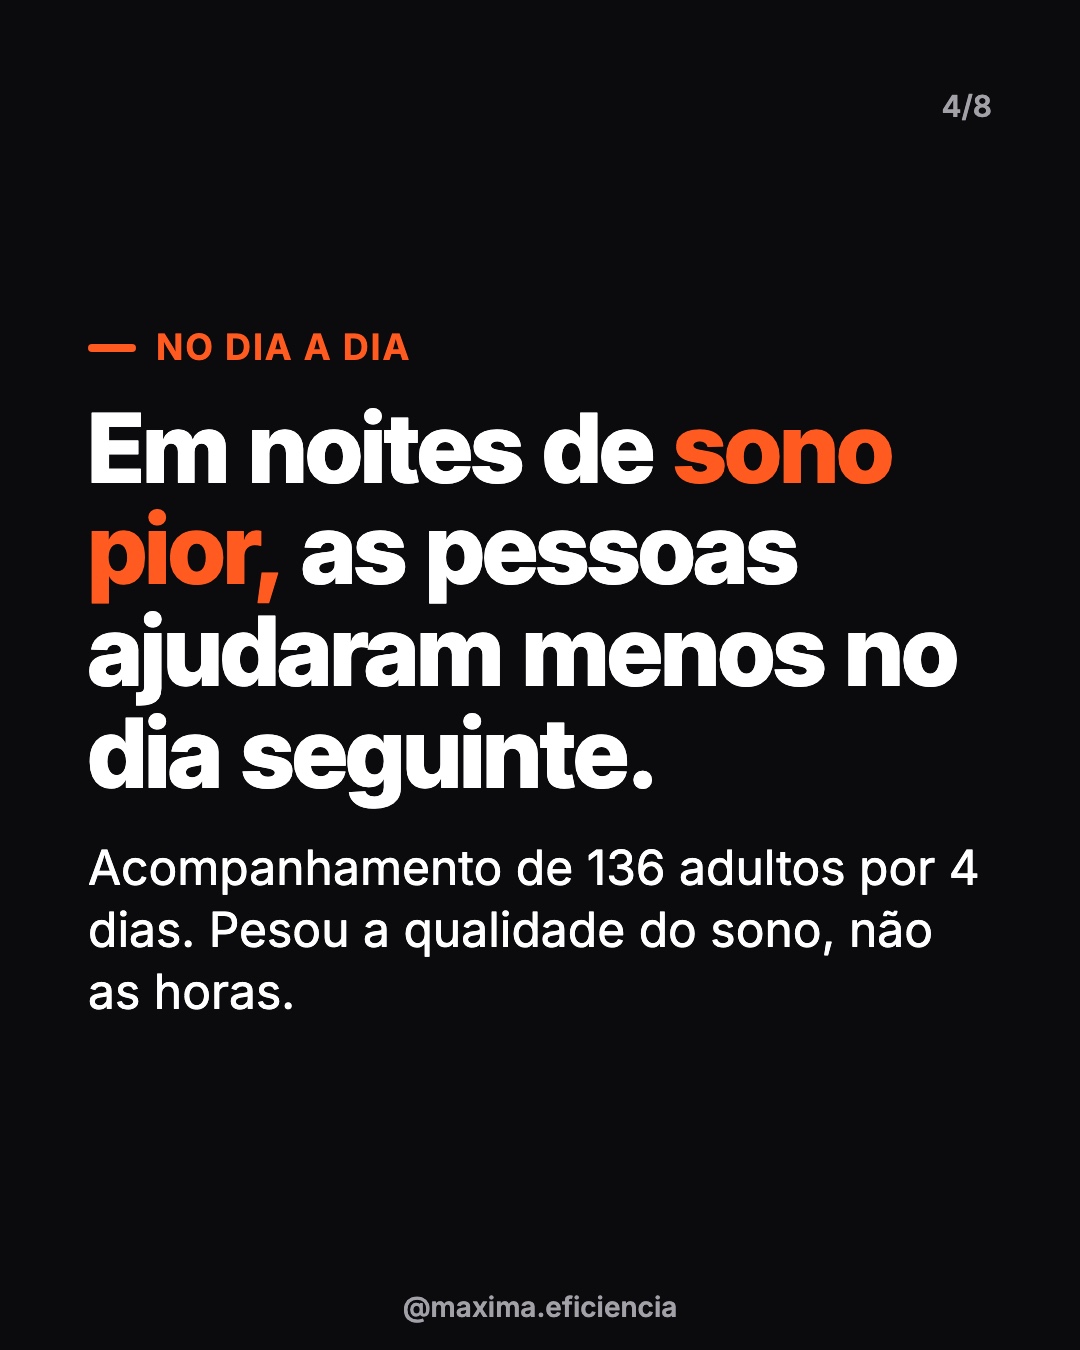 4/8
NO DIA A DIA
Em noites de sono
pior, as pessoas
ajudaram menos no
dia seguinte.
Acompanhamento de 136 adultos por 4
dias. Pesou a qualidade do sono, não
as horas.
@maxima.eficiencia